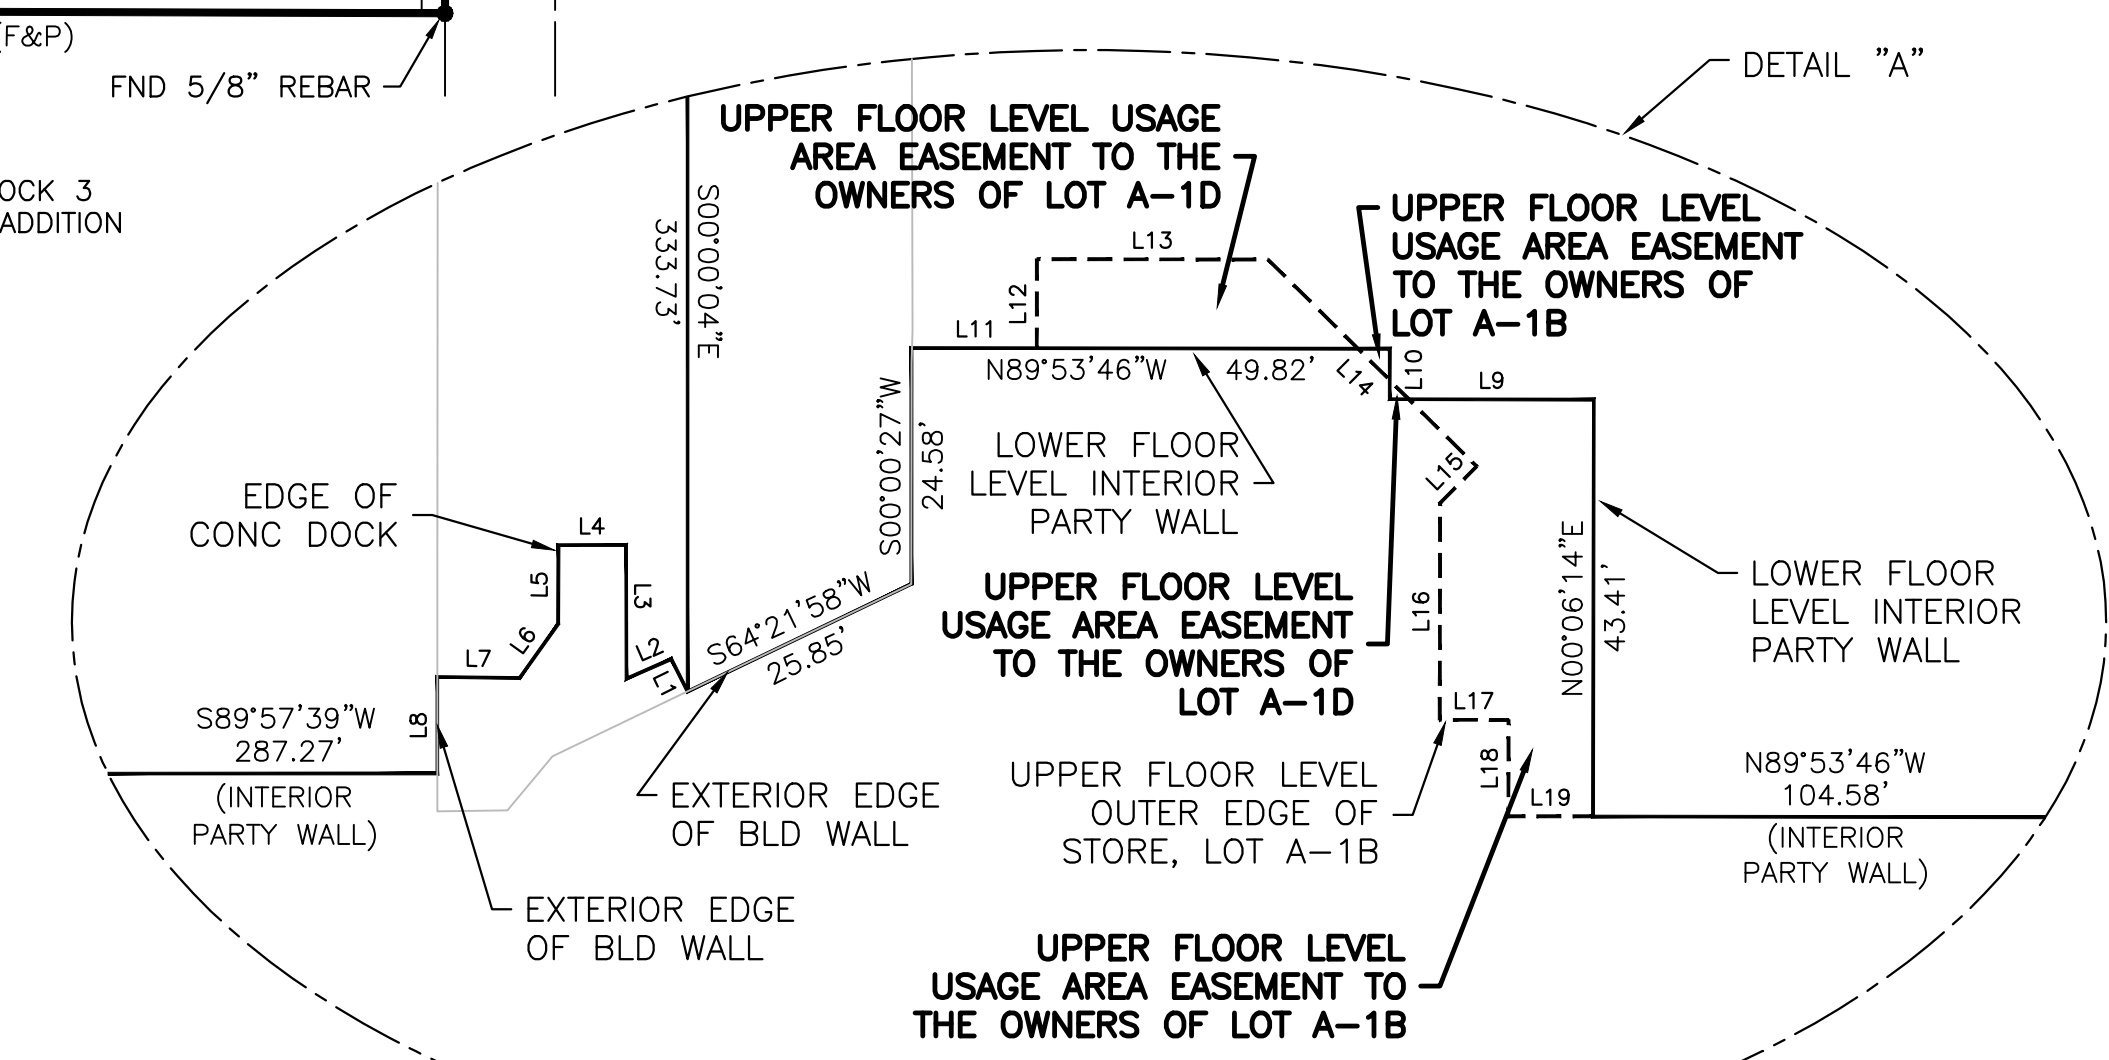 (F&P)
FND 5/8” REBAR
OCK 3
ADDITION
DETAIL ”A”
UPPER FLOOR LEVEL USAGE
AREA EASEMENT TO THE
OWNERS OF LOT A-1D
UPPER FLOOR LEVEL
USAGE AREA EASEMENT
TO THE OWNERS OF
LOT A-1B
S00°00'04”E
333.73'
L13
L12
L11
N89°53'46”W 49.82'
L14
L10
L9
S00°00'27”W
24.58'
LOWER FLOOR
LEVEL INTERIOR
PARTY WALL
L15
EDGE OF
CONC DOCK
L4
L5
L3
L6
L2
L1
L7
L8
S64°21'58”W
25.85'
UPPER FLOOR LEVEL
USAGE AREA EASEMENT
TO THE OWNERS OF
LOT A-1D
L16
N00°06'14”E
43.41'
LOWER FLOOR
LEVEL INTERIOR
PARTY WALL
S89°57'39”W
287.27'
(INTERIOR
PARTY WALL)
EXTERIOR EDGE
OF BLD WALL
L17
L18
L19
UPPER FLOOR LEVEL
OUTER EDGE OF
STORE, LOT A-1B
N89°53'46”W
104.58'
(INTERIOR
PARTY WALL)
EXTERIOR EDGE
OF BLD WALL
UPPER FLOOR LEVEL
USAGE AREA EASEMENT TO
THE OWNERS OF LOT A-1B